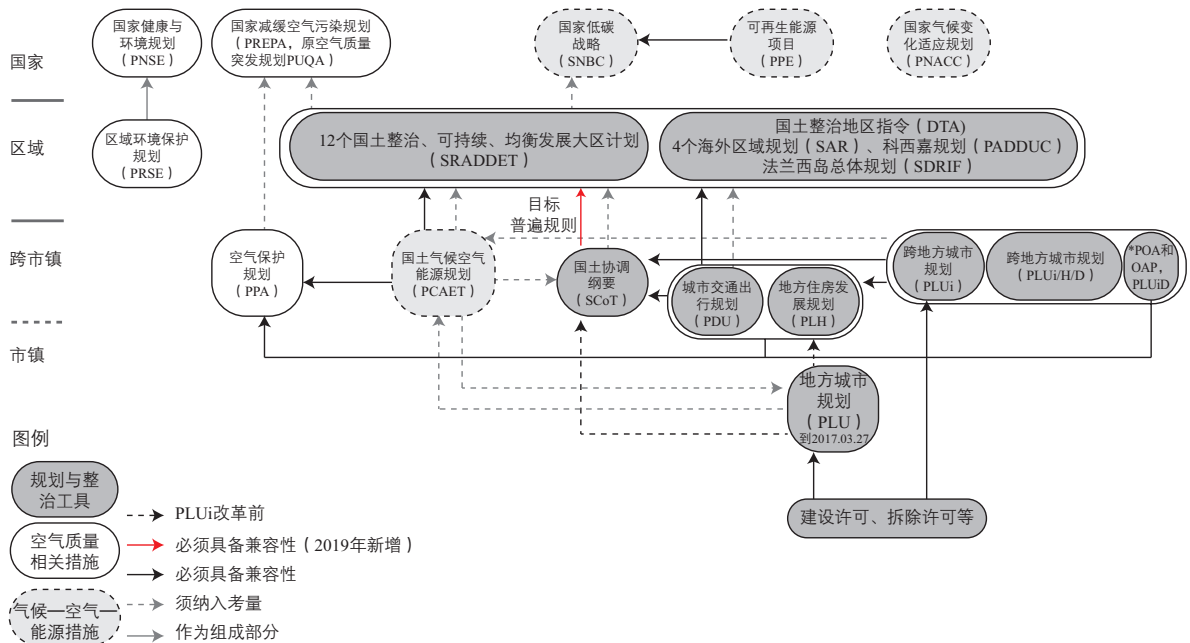 国家
国家健康与
环境规划
（PNSE）
国家减缓空气污染规划
（PREPA，原空气质量
突发规划PUQA）
国家低碳
战略
（SNBC）
可再生能源
项目
（PPE）
国家气候变
化适应规划
（PNACC）
区域
区域环境保护
规划
（PRSE）
12个国土整治、可持续、均衡发展大区计划
（SRADDET）
国土整治地区指令（DTA)
4个海外区域规划（SAR）、科西嘉规划（PADDUC）
法兰西岛总体规划（SDRIF）
目标
普遍规则
跨市镇
空气保护
规划
（PPA）
国土气候空气
能源规划
（PCAET）
国土协调
纲要
（SCoT）
城市交通出
行规划
（PDU）
地方住房发
展规划
（PLH）
跨地方城市
规划
（PLUi）
跨地方城市规划
（PLUi/H/D）
*POA和
OAP，
PLUiD
市镇
地方城市
规划
（PLU）
到2017.03.27
建设许可、拆除许可等
图例
规划与整
治工具
空气质量
相关措施
气候—空气—
能源措施
PLUi改革前
必须具备兼容性（2019年新增）
必须具备兼容性
须纳入考量
作为组成部分